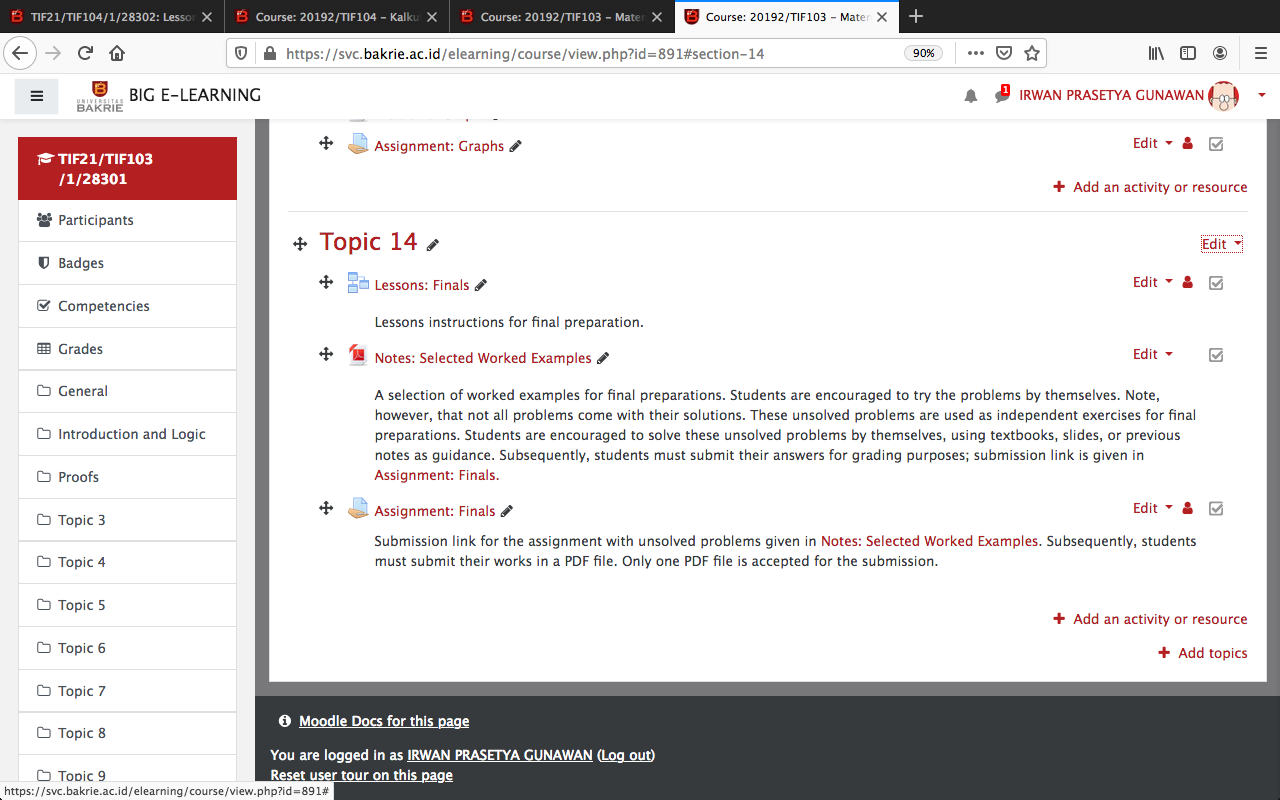 TIF21/TIF104/1/28302: Lesson
Course: 20192/TIF104 – Kalku
Course: 20192/TIF103 – Mater
Course: 20192/TIF103 – Mater
https://svc.bakrie.ac.id/elearning/course/view.php?id=891#section-14
90%
UNIVERSITAS
BAKRIE
BIG E-LEARNING
1
IRWAN PRASETYA GUNAWAN
TIF21/TIF103
/1/28301
Participants
Badges
Competencies
Grades
General
Introduction and Logic
Proofs
Topic 3
Topic 4
Topic 5
Topic 6
Topic 7
Topic 8
Topic 9
Assignment: Graphs
Edit
Add an activity or resource
Topic 14
Edit
Lessons: Finals
Edit
Lessons instructions for final preparation.
Notes: Selected Worked Examples
Edit
A selection of worked examples for final preparations. Students are encouraged to try the problems by themselves. Note,
however, that not all problems come with their solutions. These unsolved problems are used as independent exercises for final
preparations. Students are encouraged to solve these unsolved problems by themselves, using textbooks, slides, or previous
notes as guidance. Subsequently, students must submit their answers for grading purposes; submission link is given in
Assignment: Finals.
Assignment: Finals
Edit
Submission link for the assignment with unsolved problems given in Notes: Selected Worked Examples. Subsequently, students
must submit their works in a PDF file. Only one PDF file is accepted for the submission.
Add an activity or resource
Add topics
Moodle Docs for this page
You are logged in as IRWAN PRASETYA GUNAWAN (Log out)
Reset user tour on this page
https://svc.bakrie.ac.id/elearning/course/view.php?id=891#